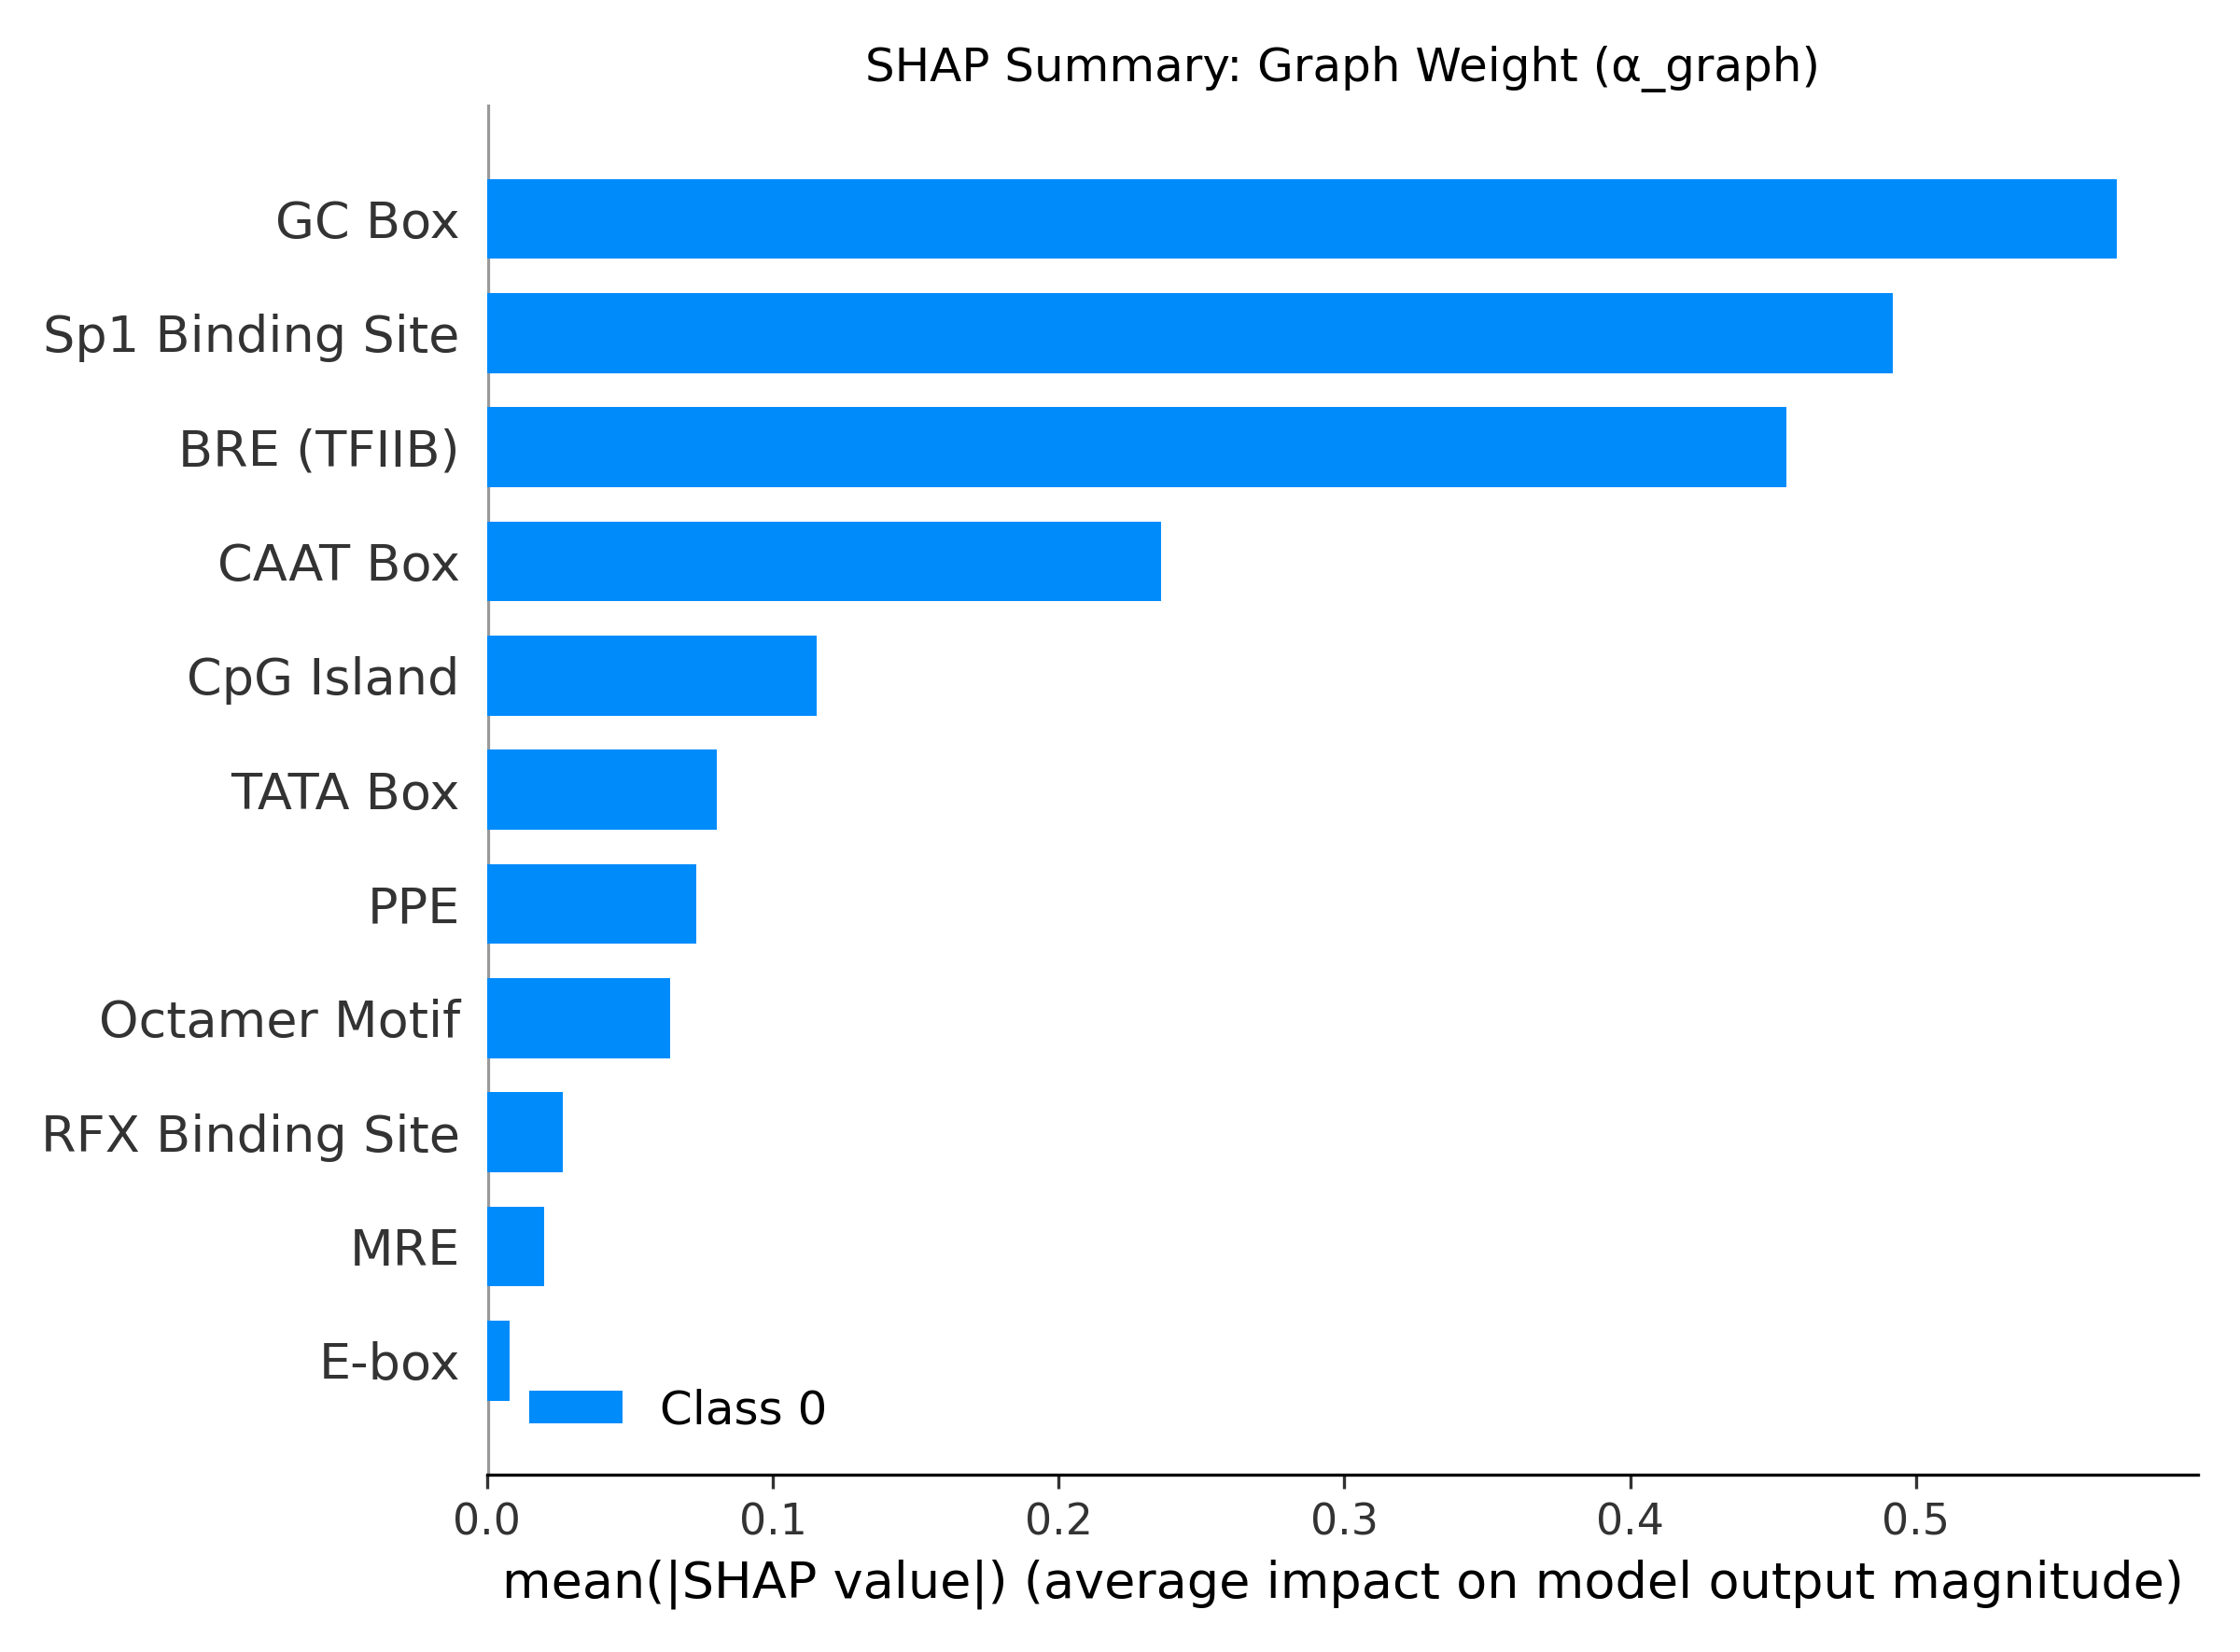 SHAP Summary: Graph Weight (α_graph)
GC Box
Sp1 Binding Site
BRE (TFIIB)
CAAT Box
CpG Island
TATA Box
PPE
Octamer Motif
RFX Binding Site
MRE
E-box
Class 0
0.0 0.1 0.2 0.3 0.4 0.5
mean(|SHAP value|) (average impact on model output magnitude)